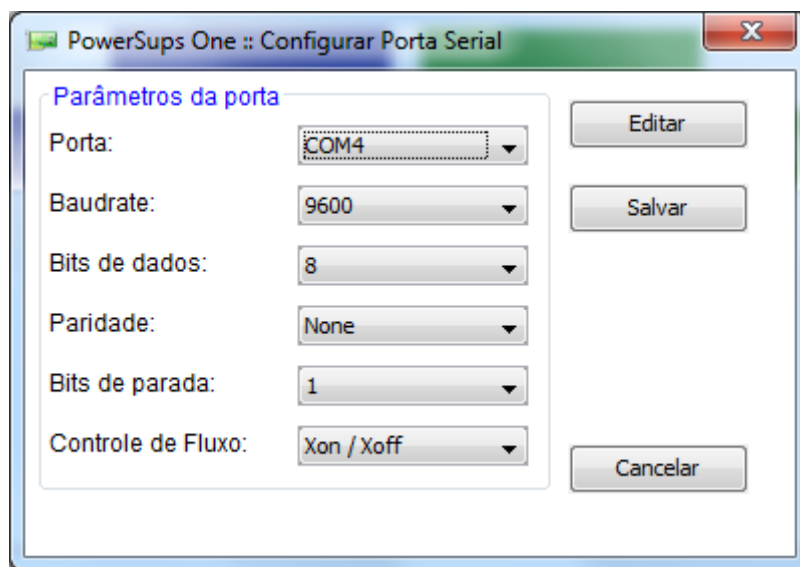 PowerSups One :: Configurar Porta Serial
Parâmetros da porta
Porta: COM4
Baudrate: 9600
Bits de dados: 8
Paridade: None
Bits de parada: 1
Controle de Fluxo: Xon / Xoff
Editar
Salvar
Cancelar